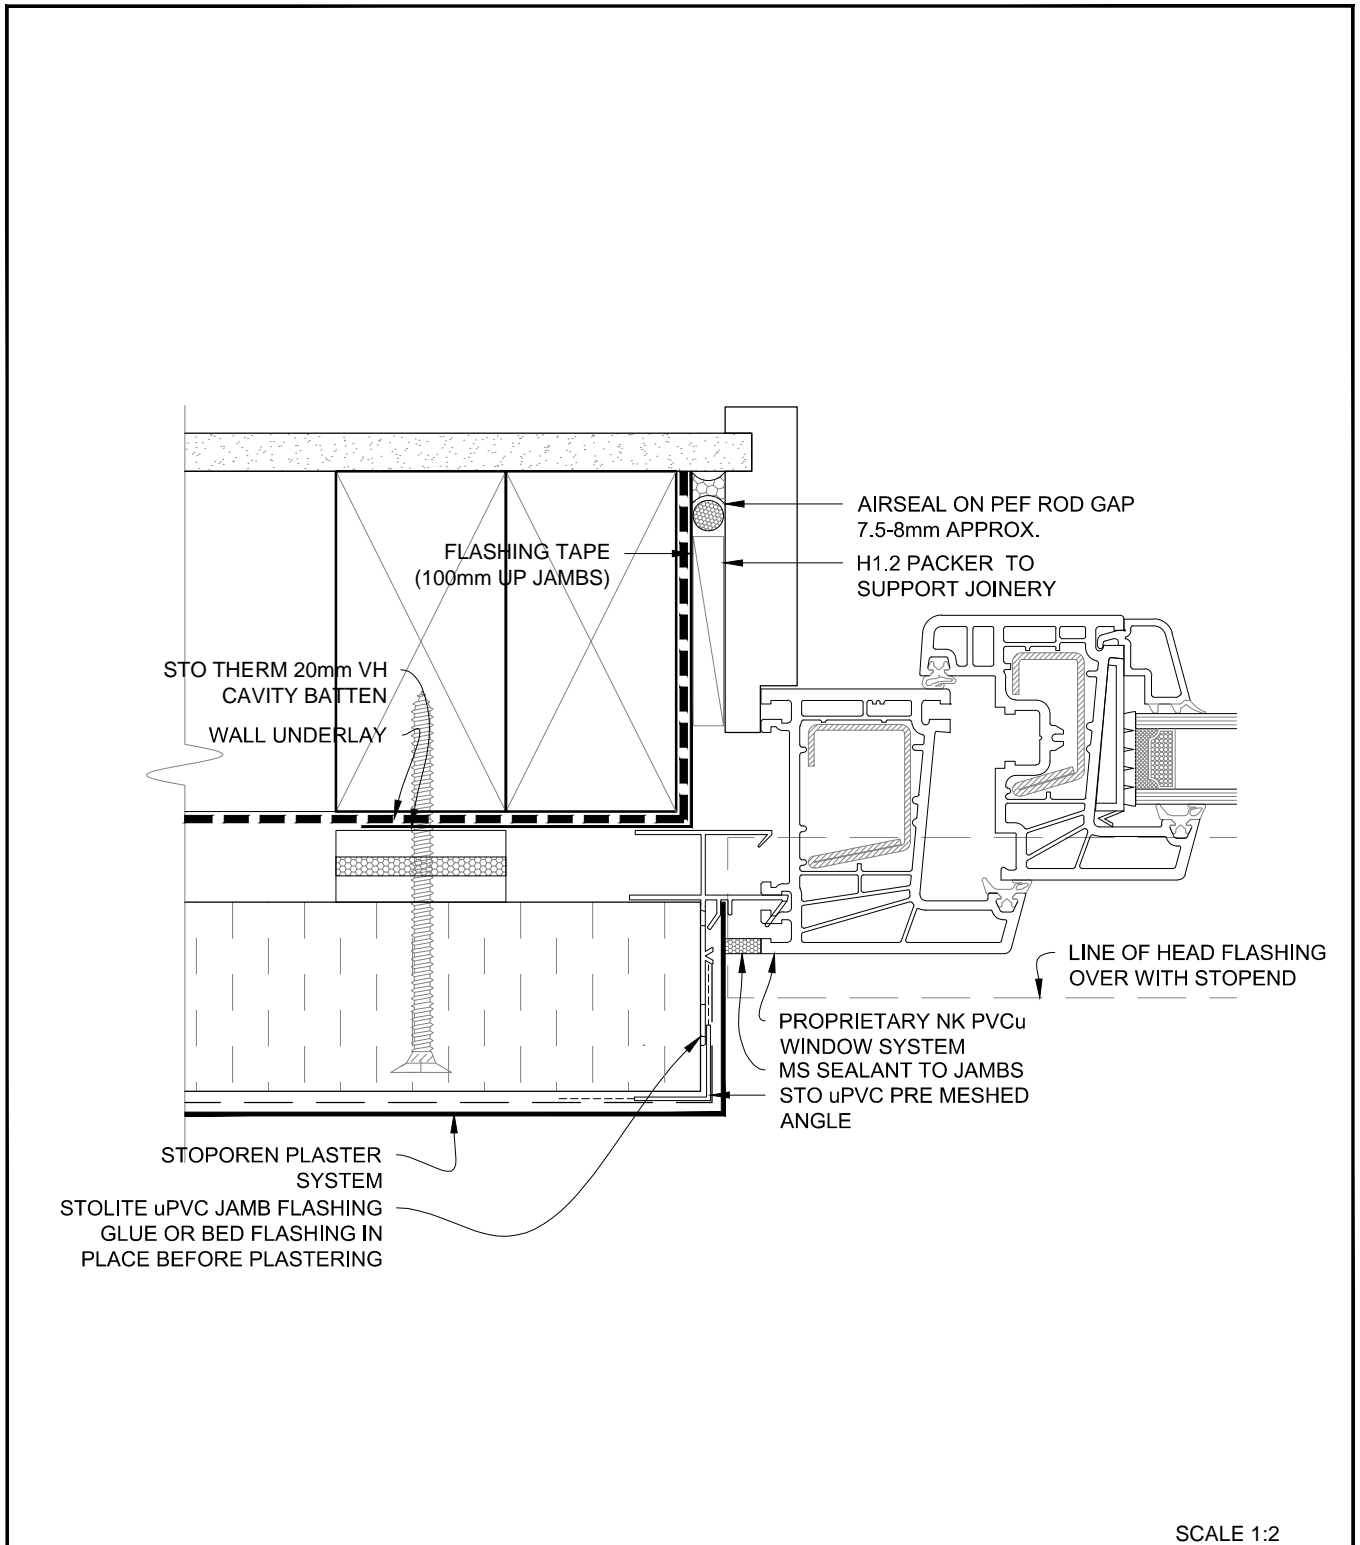 AIRSEAL ON PEF ROD GAP
7.5-8mm APPROX.
FLASHING TAPE
(100mm UP JAMBS)
H1.2 PACKER TO
SUPPORT JOINERY
STO THERM 20mm VH
CAVITY BATTEN
WALL UNDERLAY
LINE OF HEAD FLASHING
OVER WITH STOPEND
PROPRIETARY NK PVCu
WINDOW SYSTEM
MS SEALANT TO JAMBS
STO uPVC PRE MESHED
ANGLE
STOPOREN PLASTER
SYSTEM
STOLITE uPVC JAMB FLASHING
GLUE OR BED FLASHING IN
PLACE BEFORE PLASTERING
SCALE 1:2